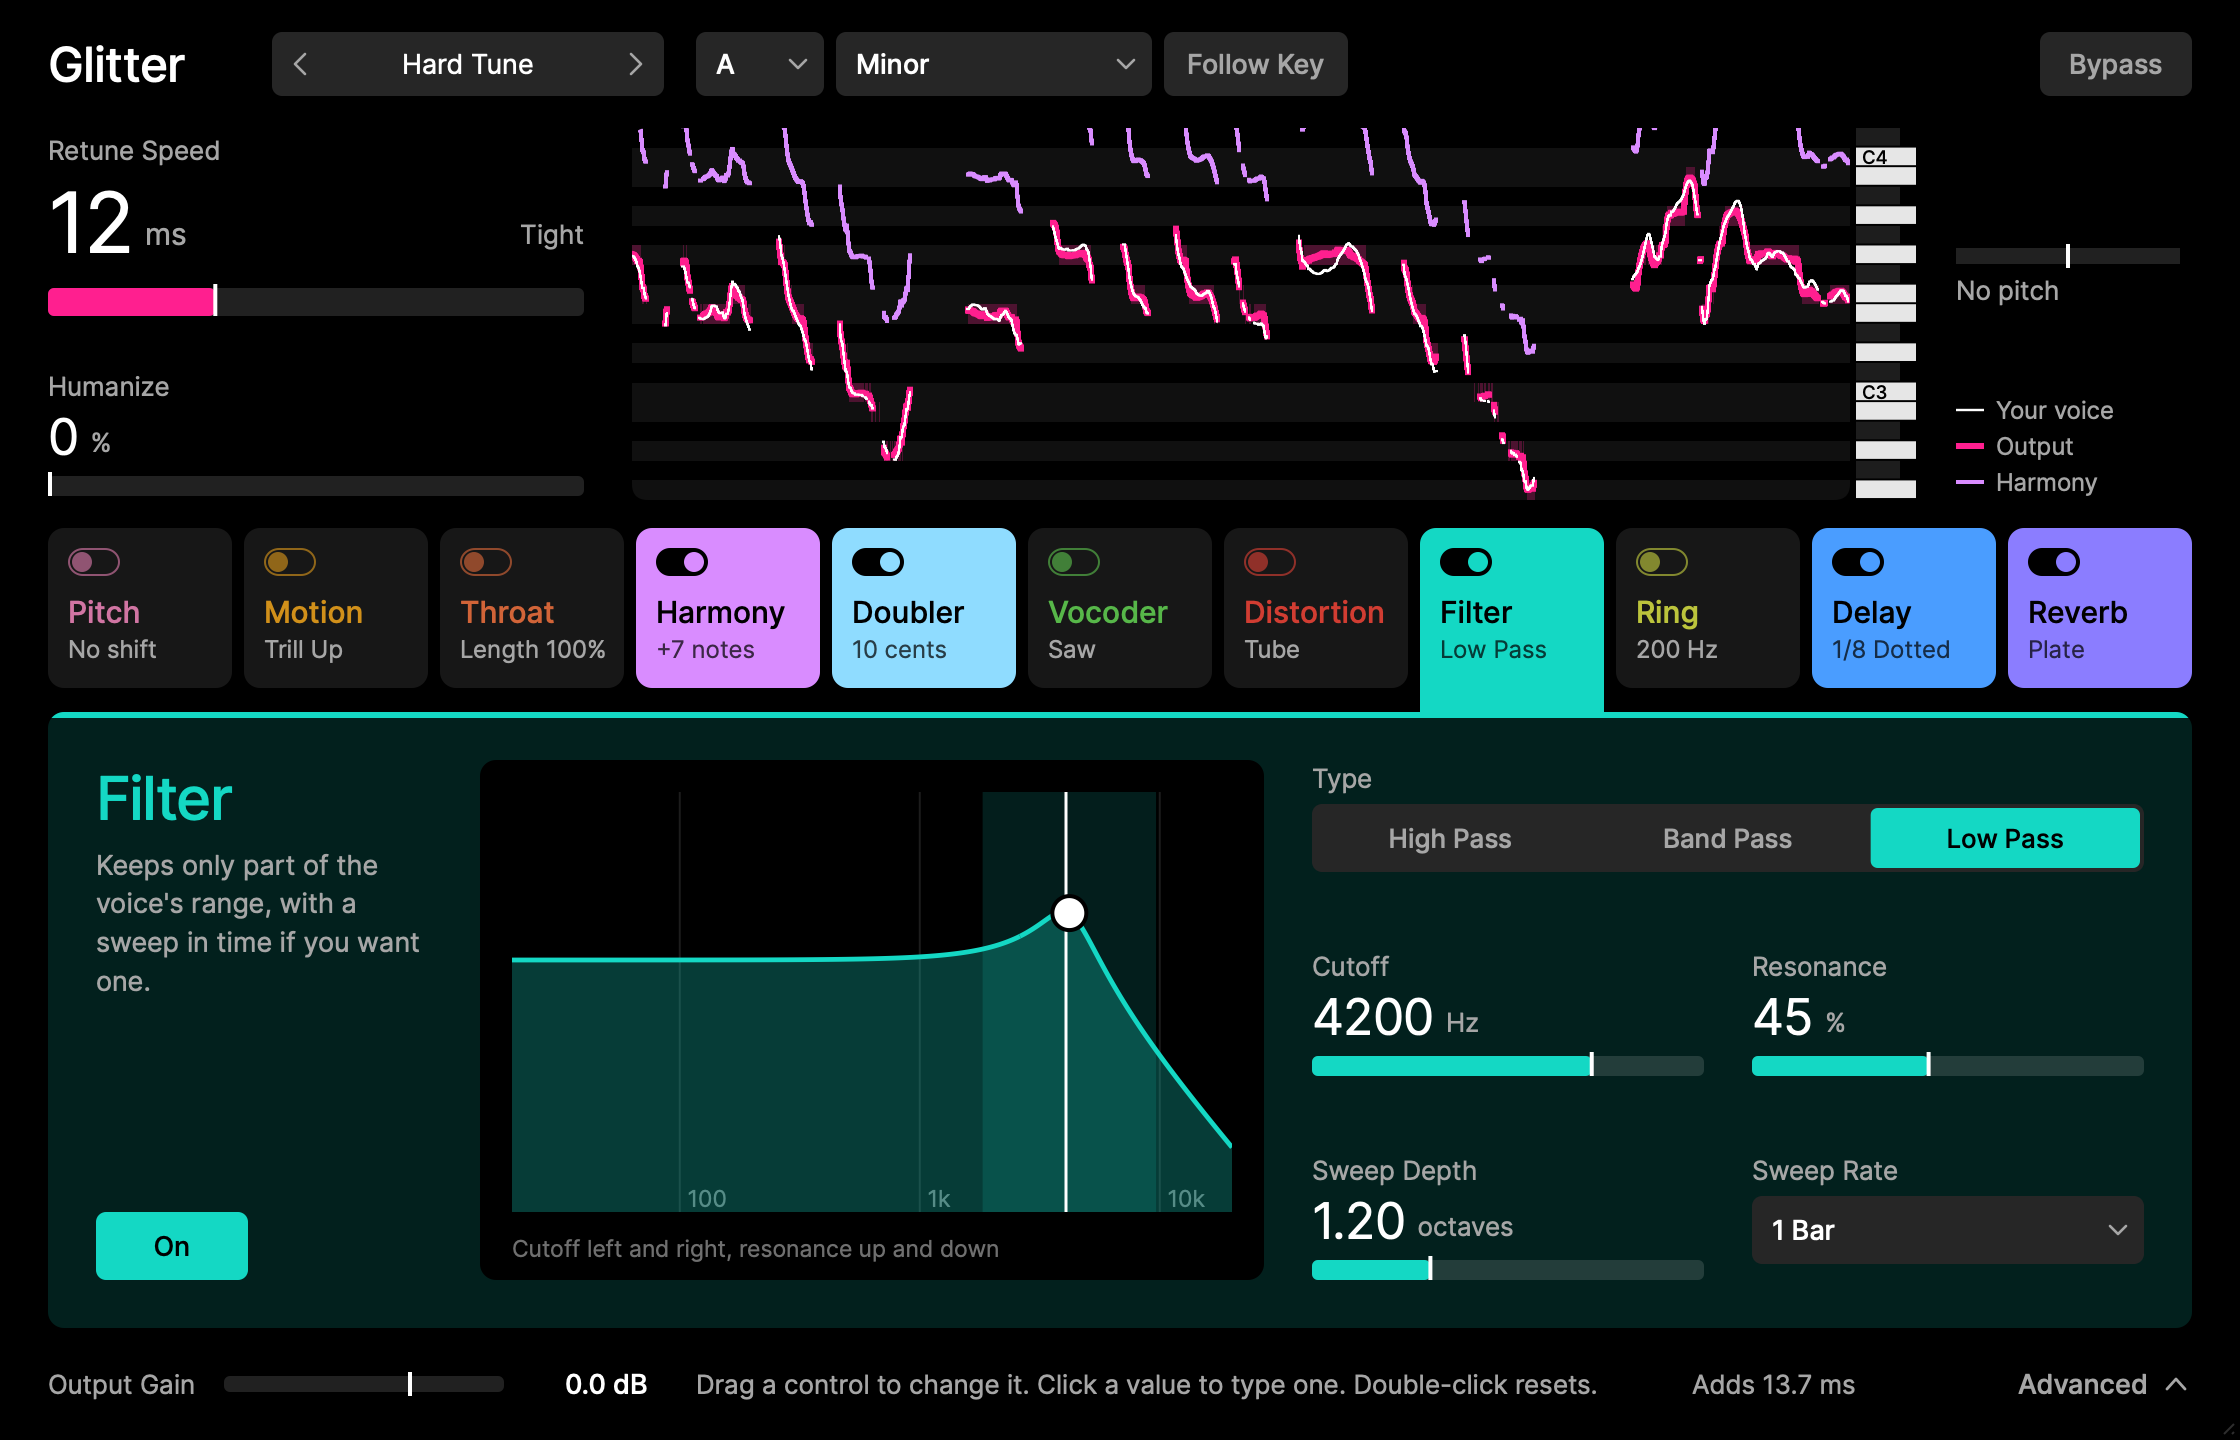 Glitter
Hard Tune
A
Minor
Follow Key
Bypass
Retune Speed
12 ms
Tight
Humanize
0 %
C4
C3
No pitch
Your voice
Output
Harmony
Pitch
No shift
Motion
Trill Up
Throat
Length 100%
Harmony
+7 notes
Doubler
10 cents
Vocoder
Saw
Distortion
Tube
Filter
Low Pass
Ring
200 Hz
Delay
1/8 Dotted
Reverb
Plate
Filter
Keeps only part of the
voice's range, with a
sweep in time if you want
one.
On
100
1k
10k
Cutoff left and right, resonance up and down
Type
High Pass
Band Pass
Low Pass
Cutoff
4200 Hz
Resonance
45 %
Sweep Depth
1.20 octaves
Sweep Rate
1 Bar
Output Gain
0.0 dB
Drag a control to change it. Click a value to type one. Double-click resets.
Adds 13.7 ms
Advanced